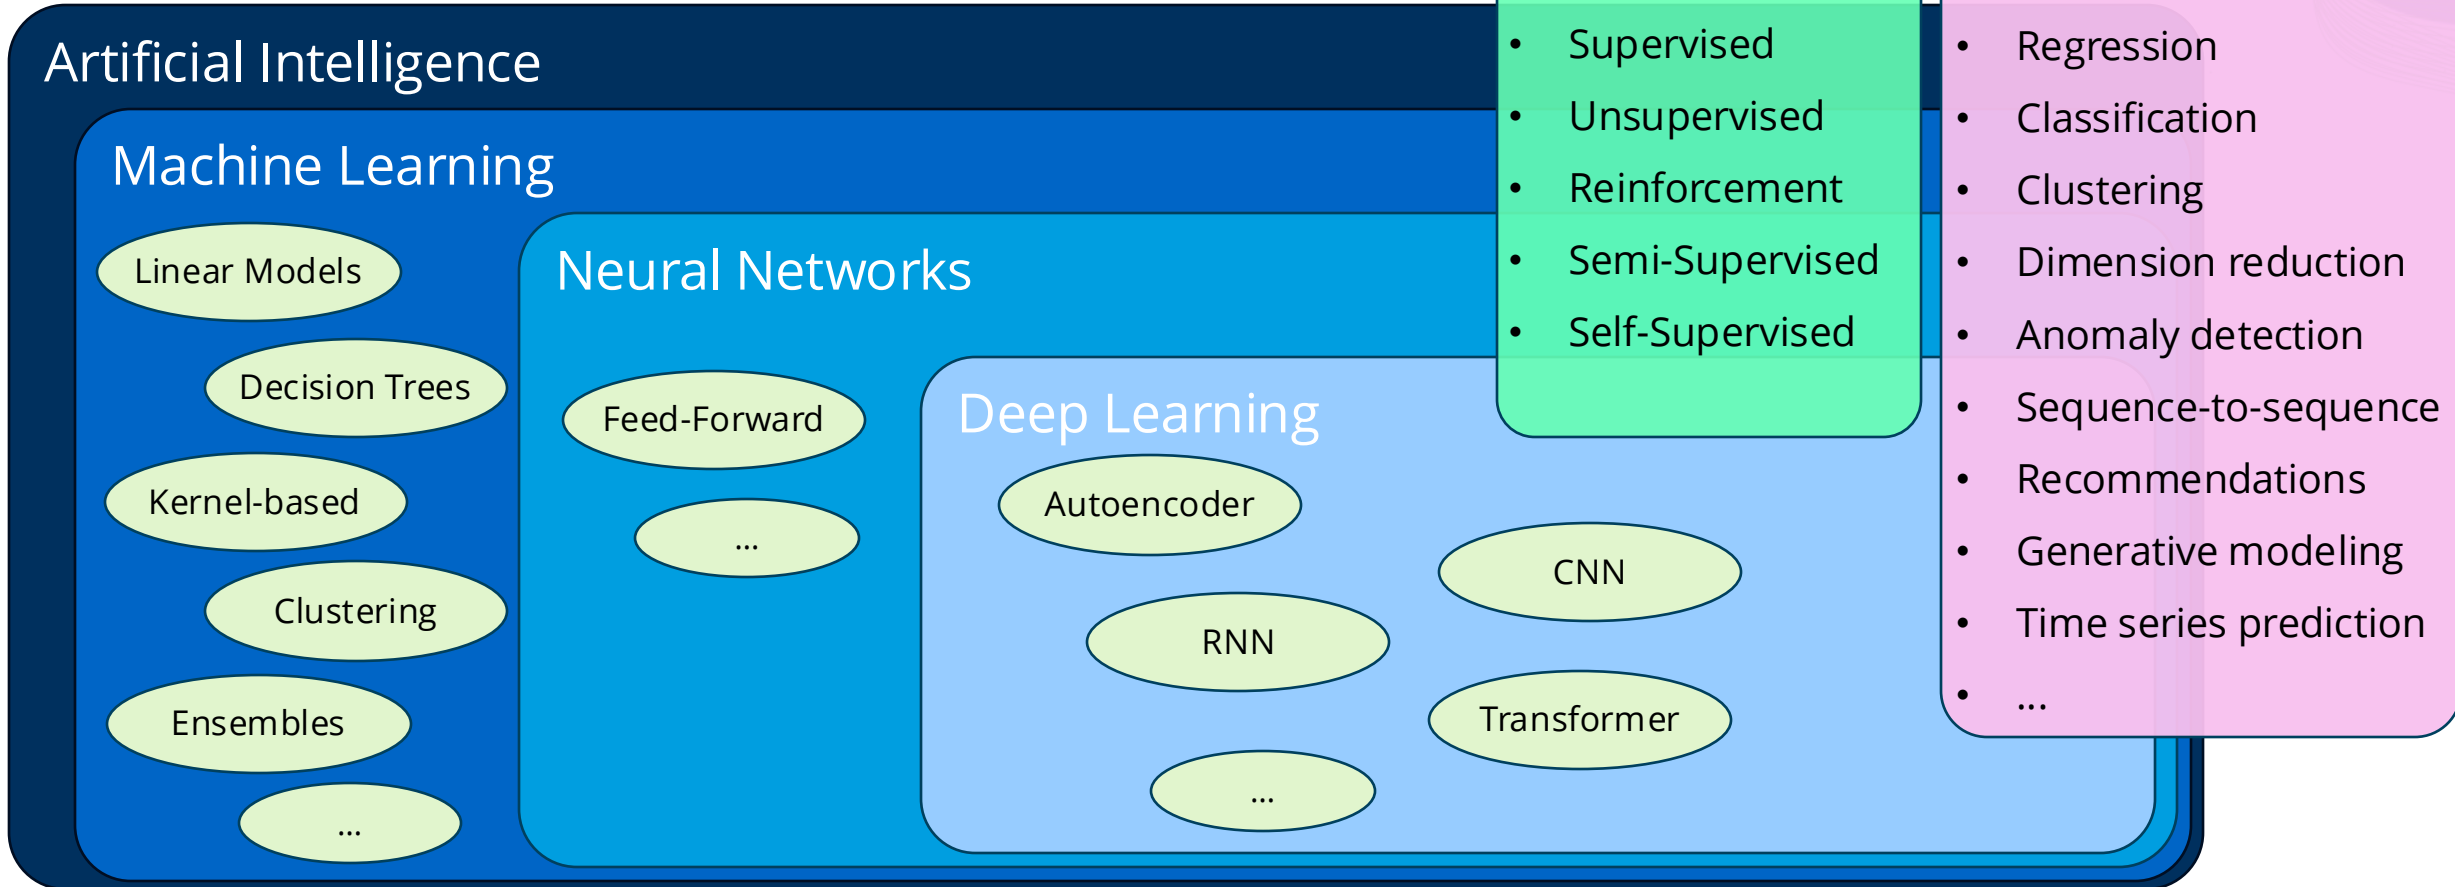 Artificial Intelligence
Machine Learning
Linear Models
Decision Trees
Kernel-based
Clustering
Ensembles
...
Neural Networks
Feed-Forward
...
Deep Learning
Autoencoder
CNN
RNN
Transformer
...
• Supervised
• Unsupervised
• Reinforcement
• Semi-Supervised
• Self-Supervised
• Regression
• Classification
• Clustering
• Dimension reduction
• Anomaly detection
• Sequence-to-sequence
• Recommendations
• Generative modeling
• Time series prediction
• ...